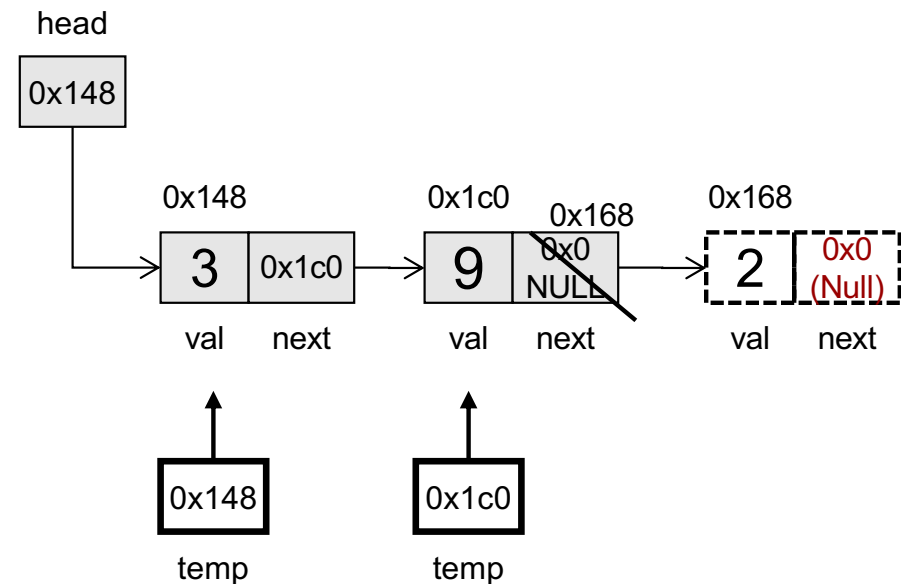 head
0x148
0x148
0x1c0
0x168
0x168
3
0x1c0
9
0x0
NULL
2
0x0
(Null)
val
next
val
next
val
next
0x148
0x1c0
temp
temp